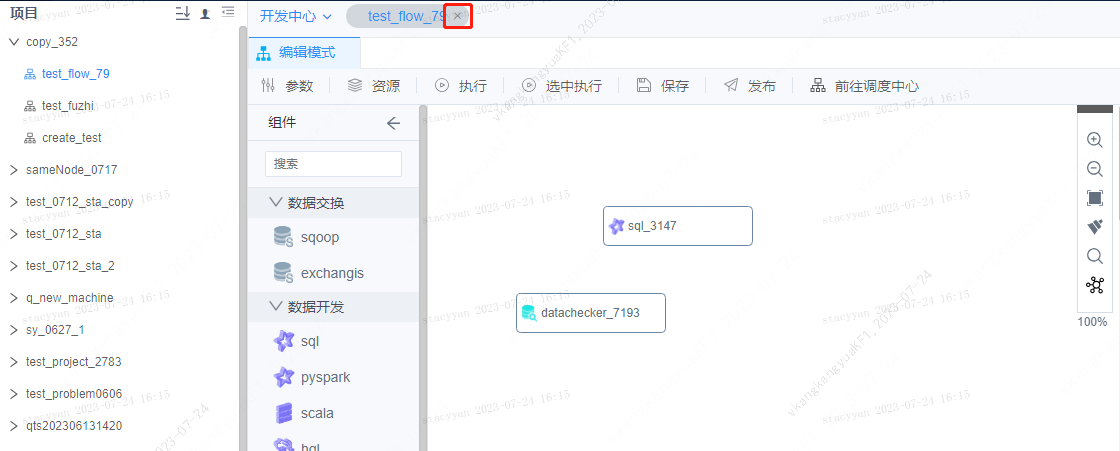 项目
copy_352
test_flow_79
test_fuzhi
create_test
sameNode_0717
test_0712_sta_copy
test_0712_sta
test_0712_sta_2
q_new_machine
sy_0627_1
test_project_2783
test_problem0606
qts202306131420
开发中心
test_flow_79
编辑模式
参数 资源 执行 选中执行 保存 发布 前往调度中心
组件
搜索
数据交换
sqoop
exchangis
数据开发
sql
pyspark
scala
hql
sql_3147
datachecker_7193
100%
stacyyan 2023-07-24 16:15
vkangkangyuaKF1, 2023-07-24